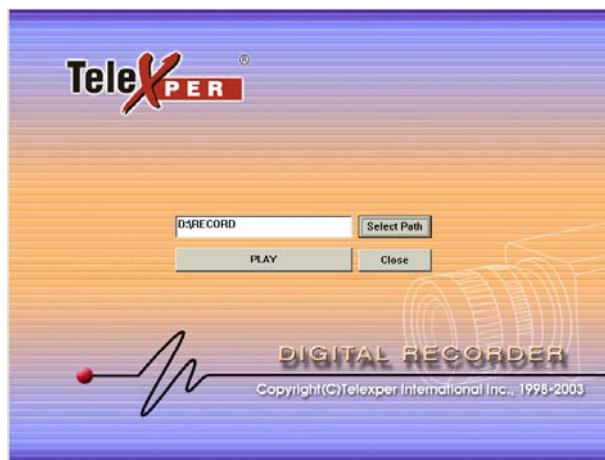 TeleXPER®
D:\RECORD
Select Path
PLAY
Close
DIGITAL RECORDER
Copyright(C)Telexper International Inc., 1998-2003